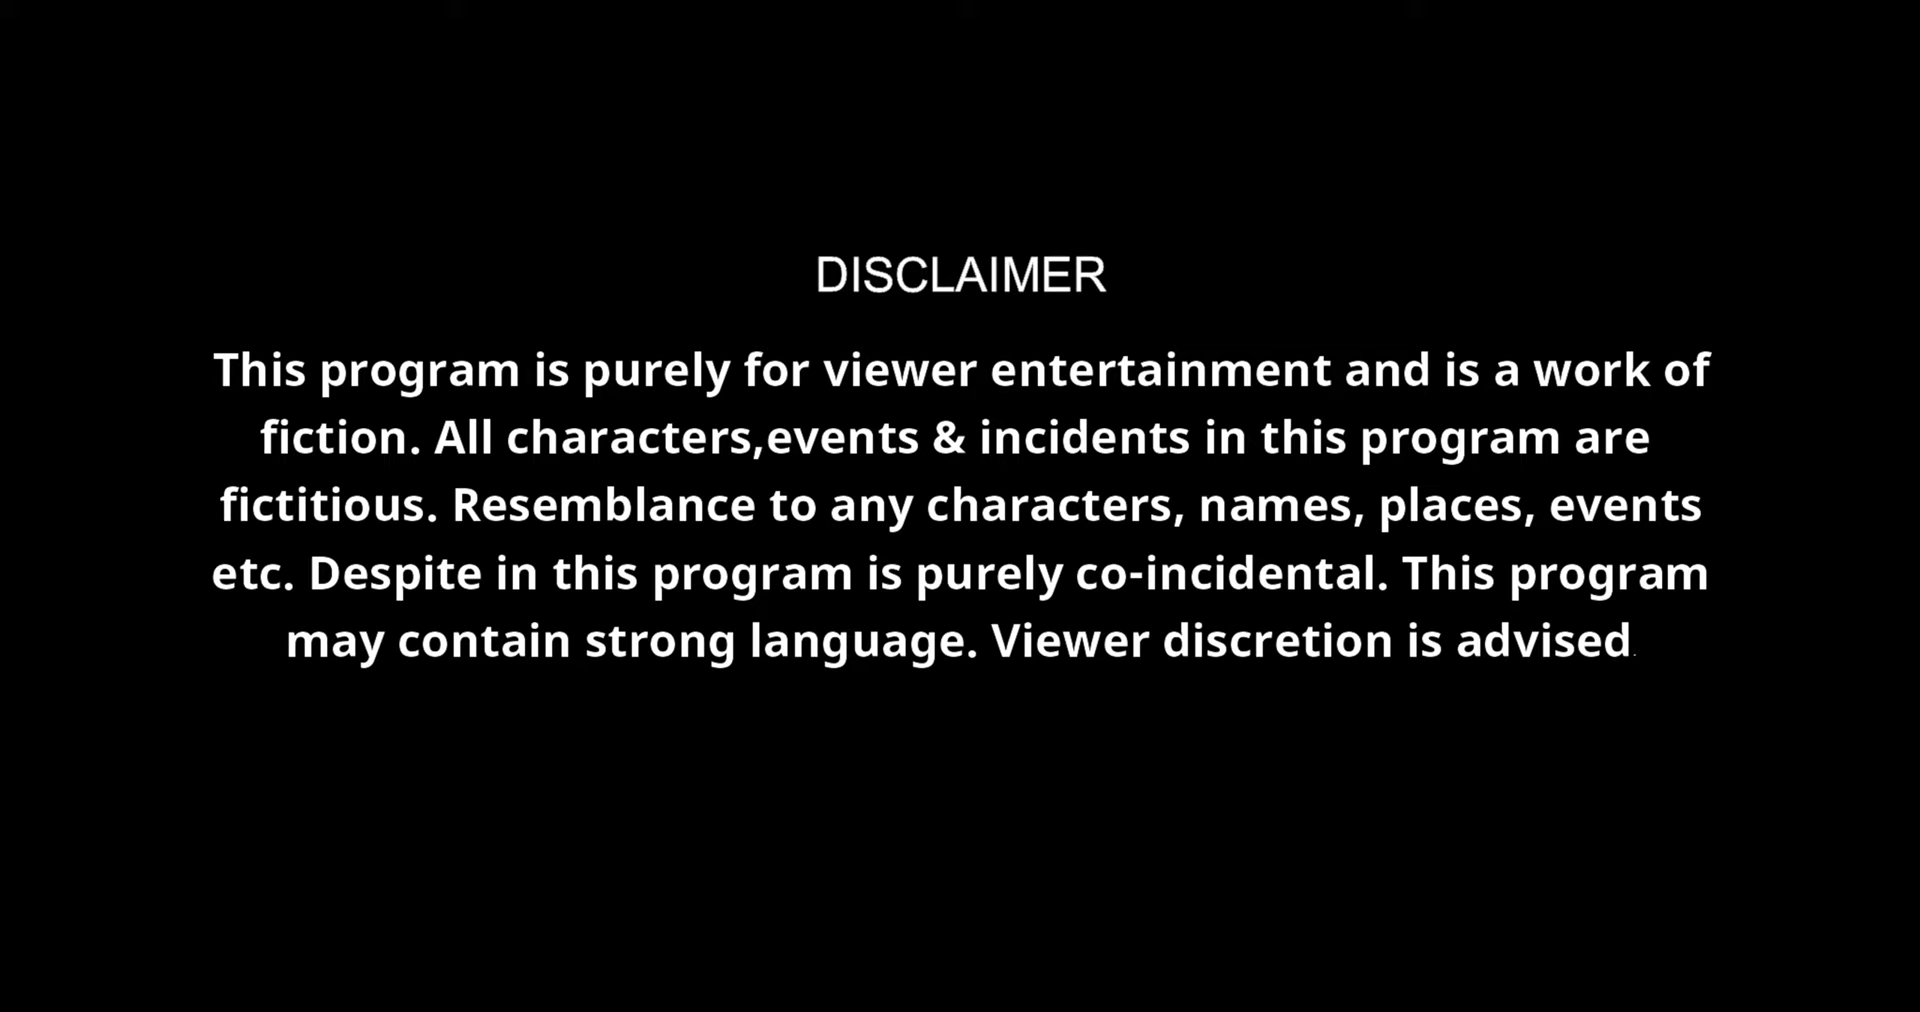 DISCLAIMER
This program is purely for viewer entertainment and is a work of
fiction. All characters,events & incidents in this program are
fictitious. Resemblance to any characters, names, places, events
etc. Despite in this program is purely co-incidental. This program
may contain strong language. Viewer discretion is advised.